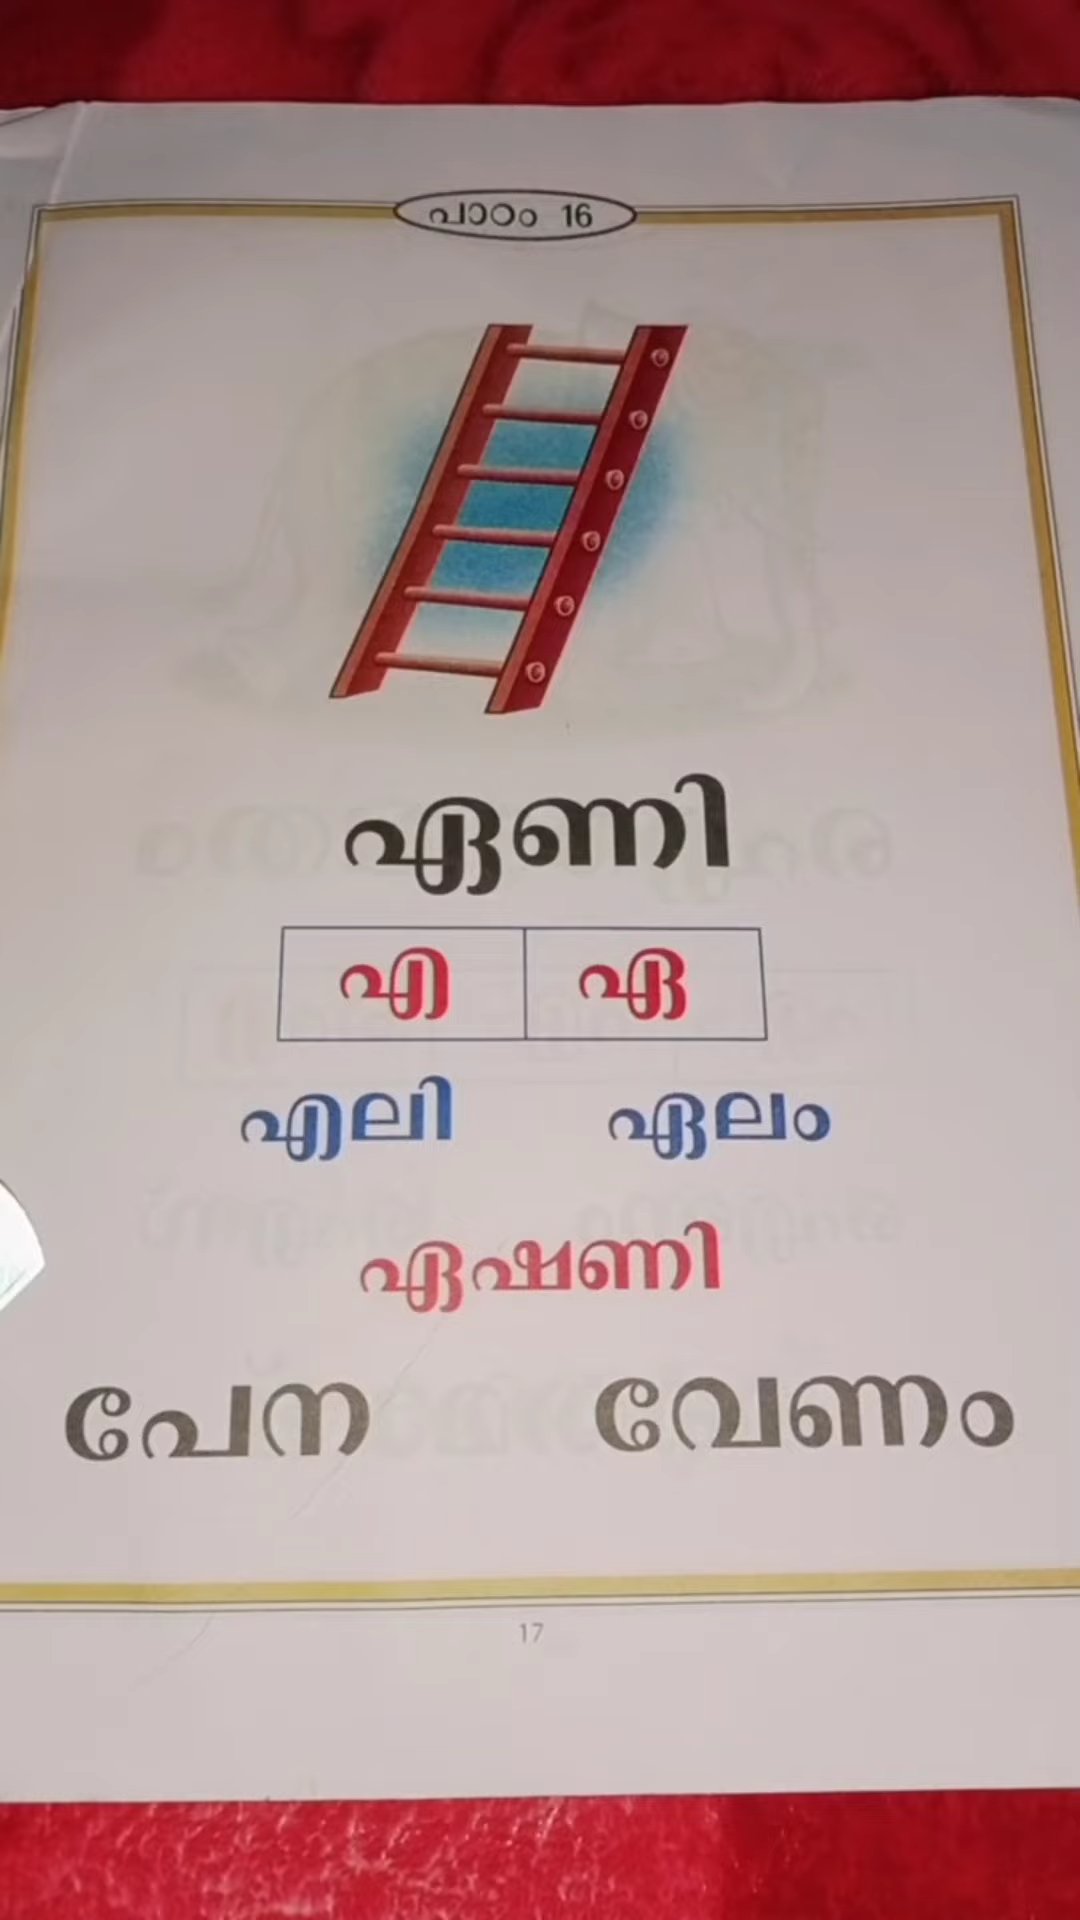 പാഠം 16
ഏണി
എ ഏ
എലി ഏലം
ഏഷണി
പേന വേണം
17